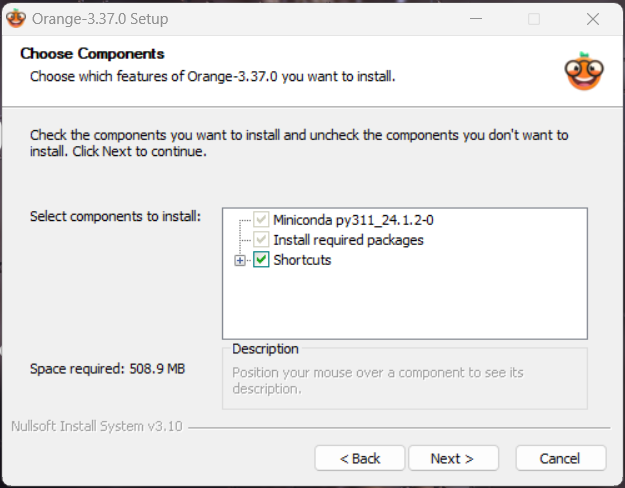 Orange-3.37.0 Setup
Choose Components
Choose which features of Orange-3.37.0 you want to install.
Check the components you want to install and uncheck the components you don't want to
install. Click Next to continue.
Select components to install:
Miniconda py311_24.1.2-0
Install required packages
Shortcuts
Space required: 508.9 MB
Description
Position your mouse over a component to see its
description.
Nullsoft Install System v3.10
< Back
Next >
Cancel